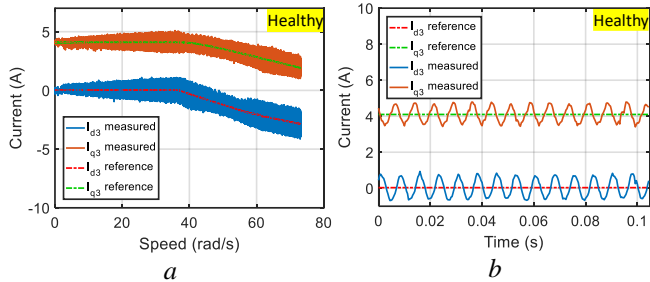 Healthy
5
0
-5
-10
Current (A)
I_d3 measured
I_q3 measured
I_d3 reference
I_q3 reference
0 20 40 60 80
Speed (rad/s)
a
Healthy
10
8
6
4
2
0
Current (A)
I_d3 reference
I_q3 reference
I_d3 measured
I_q3 measured
0 0.02 0.04 0.06 0.08 0.1
Time (s)
b